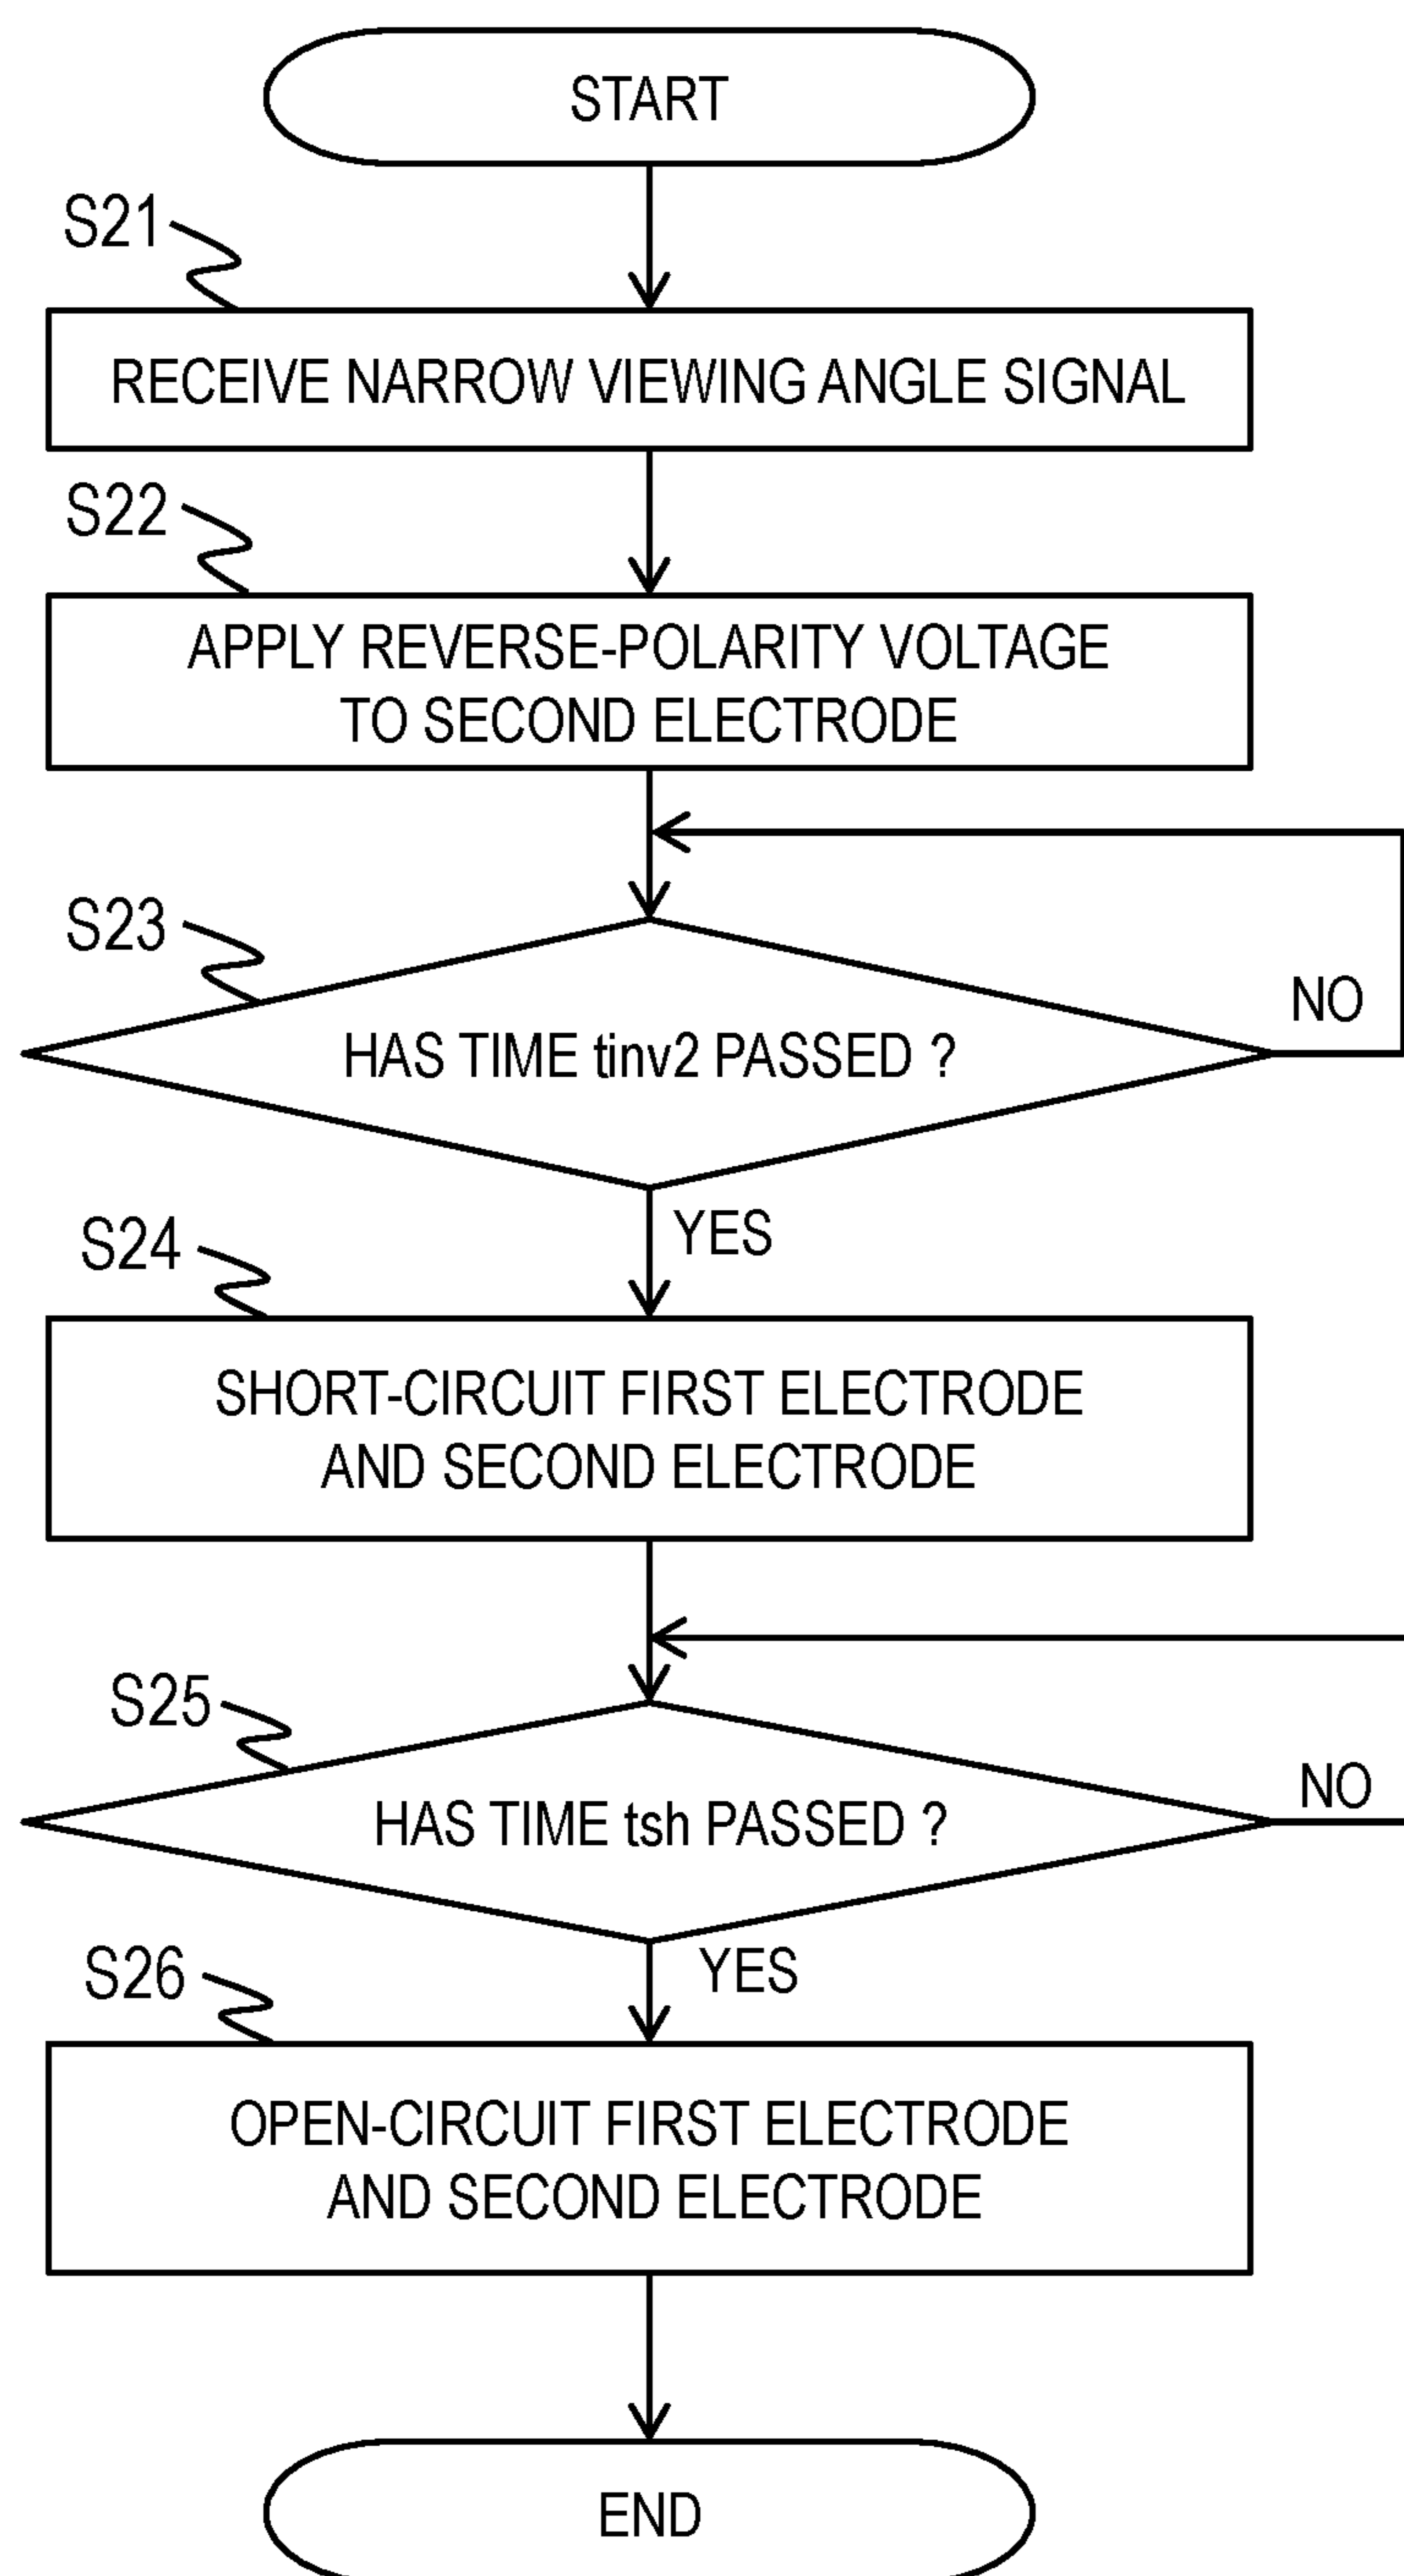 START
S21
RECEIVE NARROW VIEWING ANGLE SIGNAL
S22
APPLY REVERSE-POLARITY VOLTAGE
TO SECOND ELECTRODE
S23
NO
HAS TIME tinv2 PASSED ?
YES
S24
SHORT-CIRCUIT FIRST ELECTRODE
AND SECOND ELECTRODE
S25
NO
HAS TIME tsh PASSED ?
YES
S26
OPEN-CIRCUIT FIRST ELECTRODE
AND SECOND ELECTRODE
END